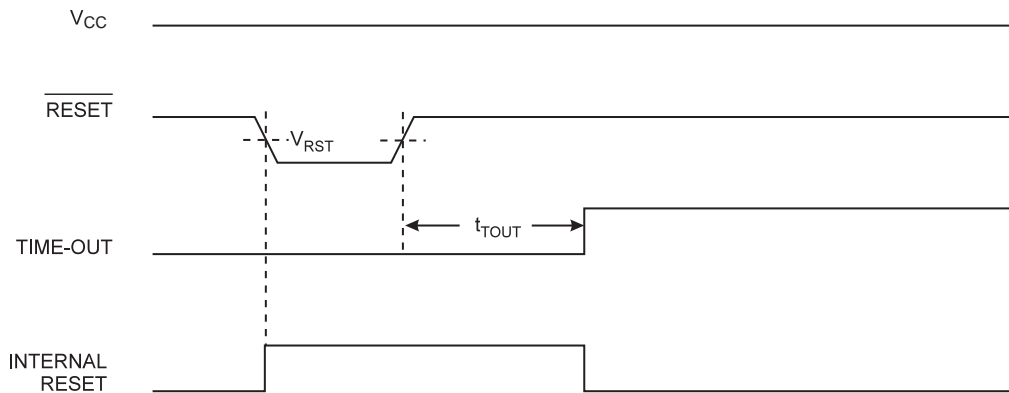 VCC
RESET
VRST
tTOUT
TIME-OUT
INTERNAL
RESET